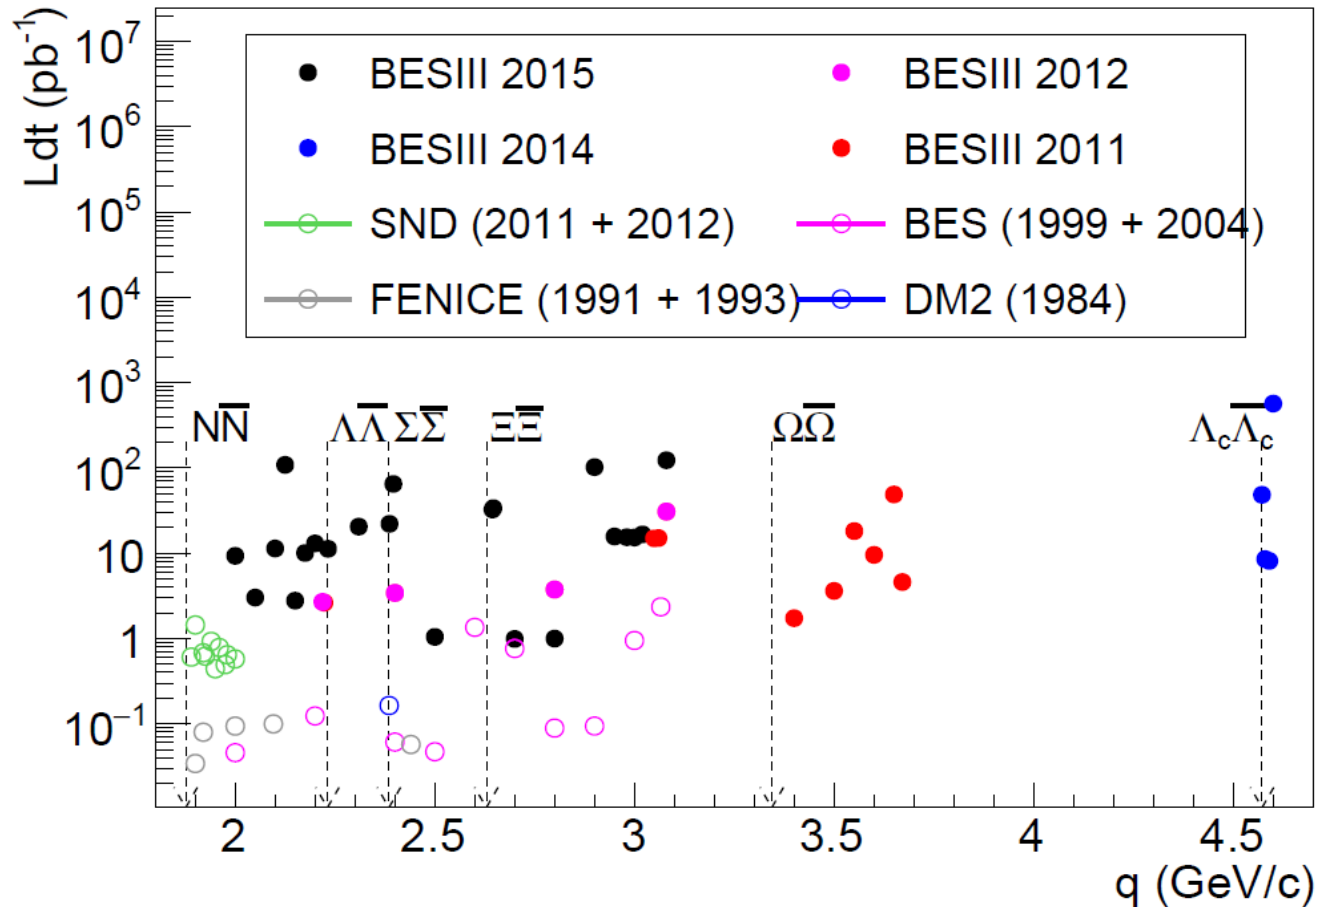 Ldt (pb⁻¹)
10⁷
10⁶
10⁵
10⁴
10³
10²
10
1
10⁻¹
BESIII 2015
BESIII 2012
BESIII 2014
BESIII 2011
SND (2011 + 2012)
BES (1999 + 2004)
FENICE (1991 + 1993)
DM2 (1984)
NN̅
ΛΛ̅
ΣΣ̅
ΞΞ̅
ΩΩ̅
Λ_cΛ̅_c
2 2.5 3 3.5 4 4.5
q (GeV/c)